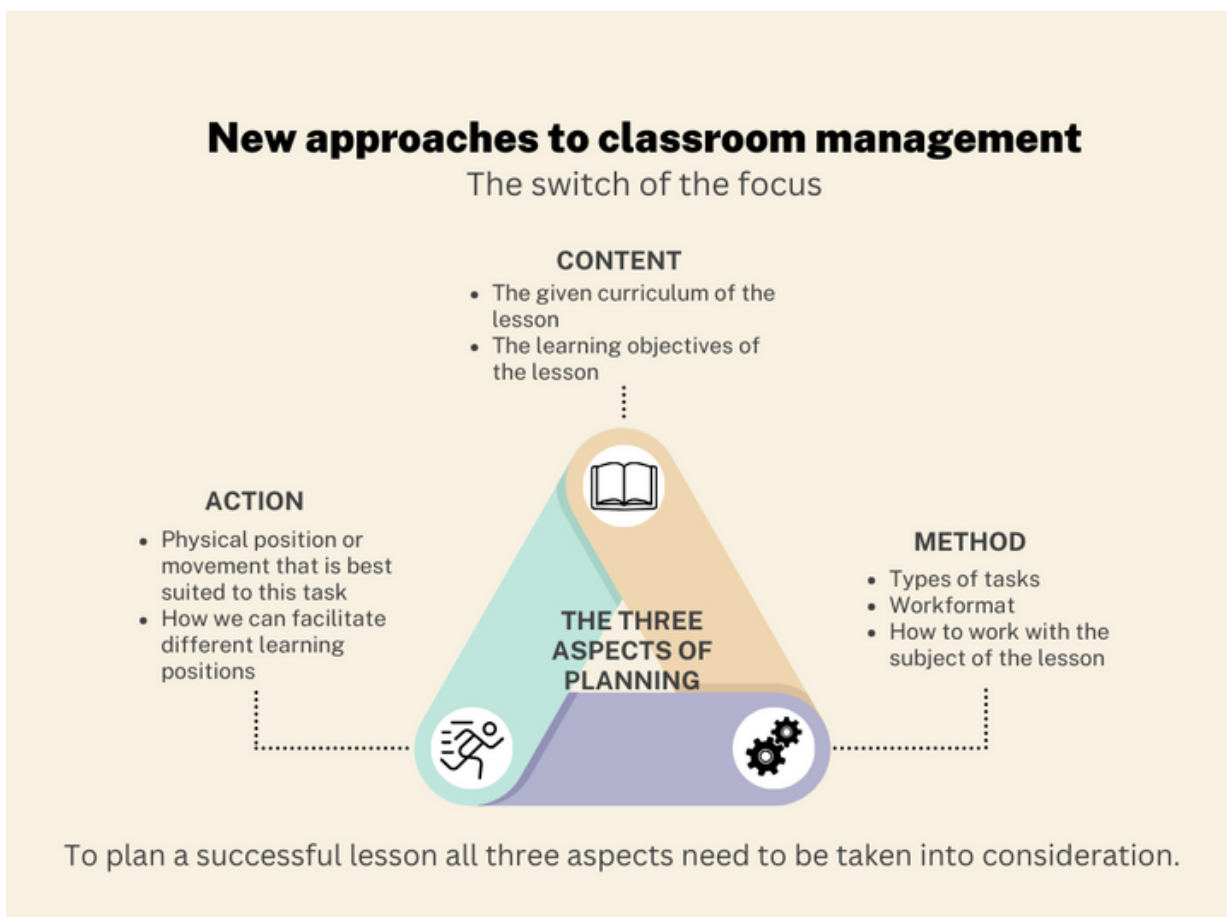 New approaches to classroom management
The switch of the focus
CONTENT
• The given curriculum of the
lesson
• The learning objectives of
the lesson
ACTION
• Physical position or
movement that is best
suited to this task
• How we can facilitate
different learning
positions
METHOD
• Types of tasks
• Workformat
• How to work with the
subject of the lesson
THE THREE
ASPECTS OF
PLANNING
To plan a successful lesson all three aspects need to be taken into consideration.